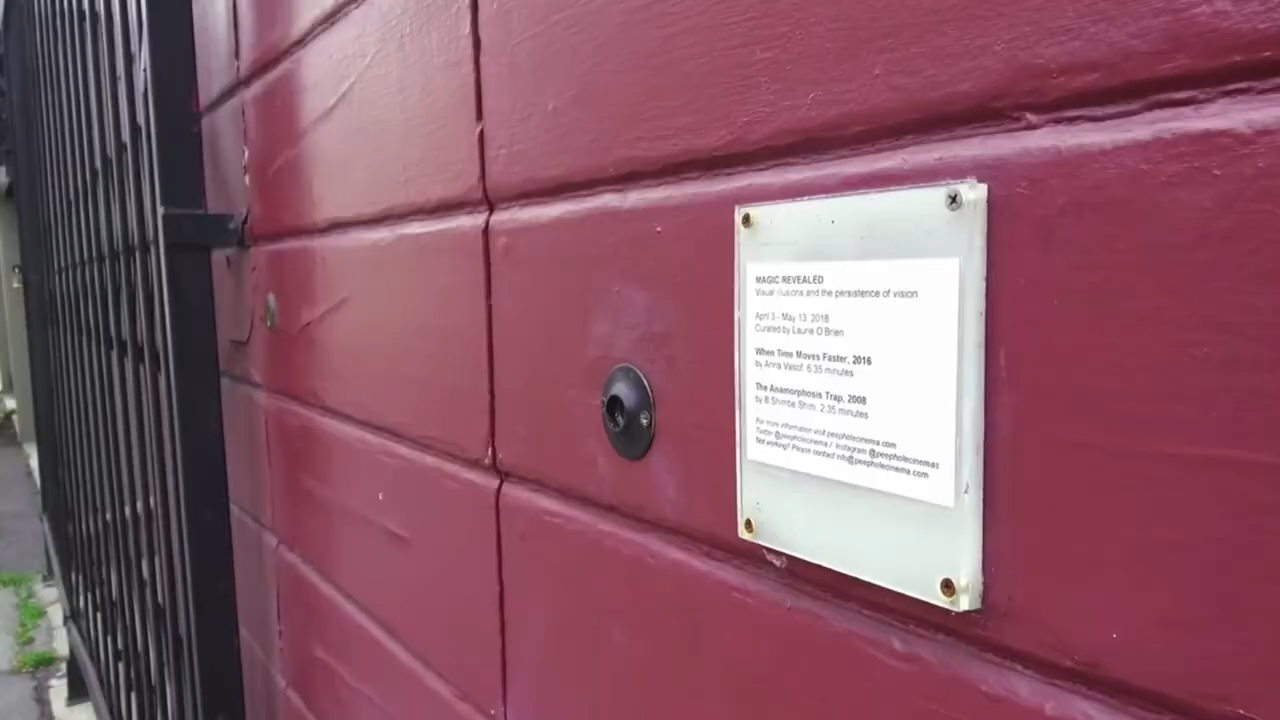 MAGIC REVEALED
Visual illusions and the persistence of vision
April 3 - May 13 2018
Curated by Laurie O'Brien
When Time Moves Faster, 2016
by Anna Vasof. 6:35 minutes
The Anamorphosis Trap, 2008
by B Shimbe Shim. 2:35 minutes
For more information visit peepholecinema.com
Twitter @peepholecinema / Instagram @peepholecinemas
Not working? Please contact info@peepholecinema.com